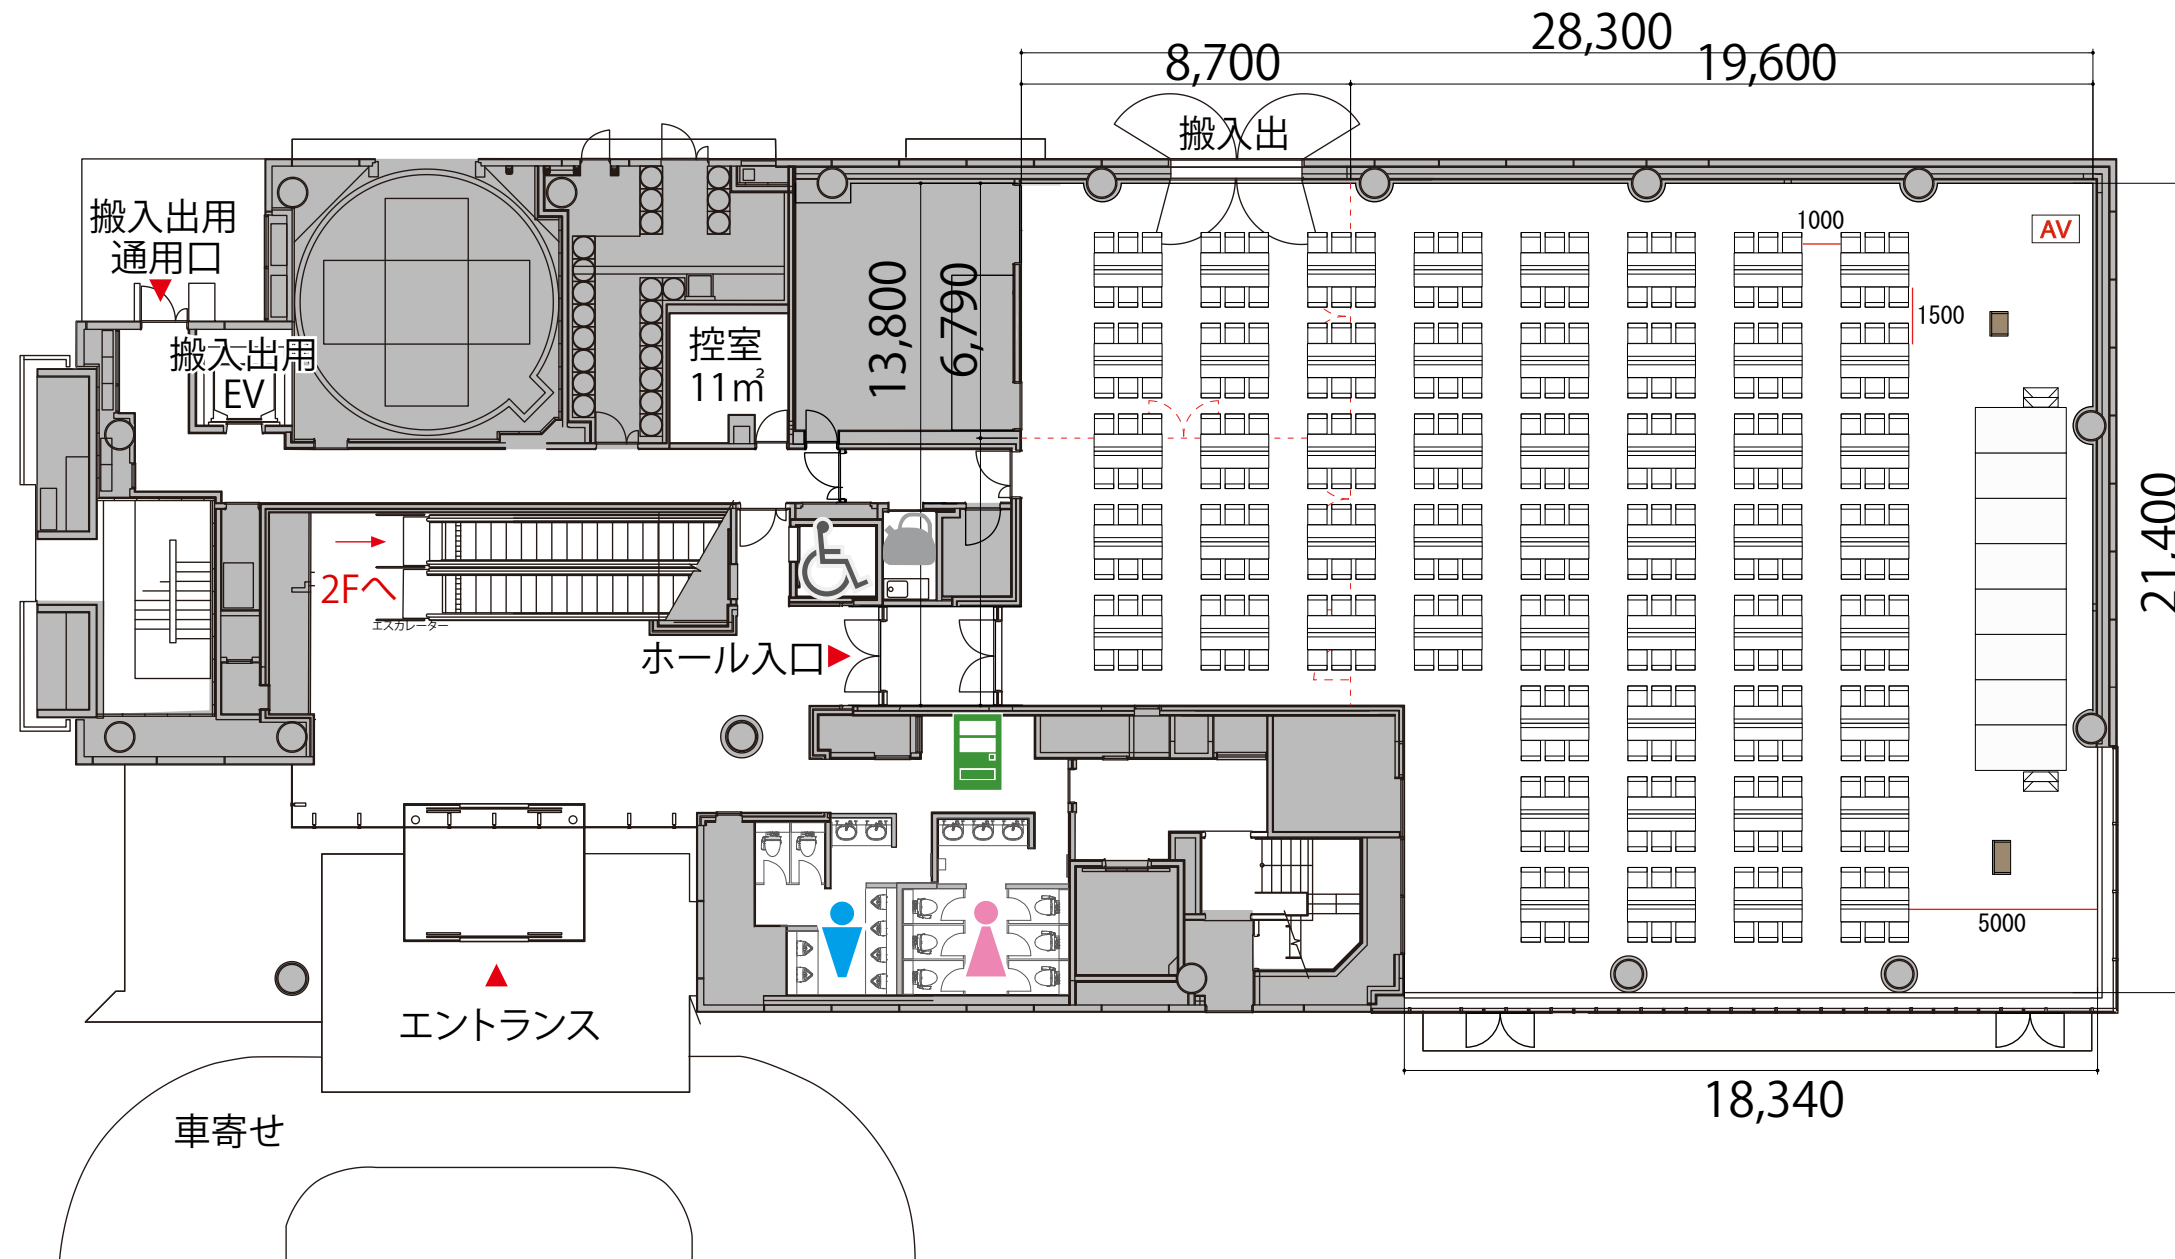 28,300
8,700
19,600
搬入出
搬入出用
通用口
1000
AV
1500
搬入出用
EV
控室
11㎡
13,800
6,790
21,400
2Fへ
エスカレーター
ホール入口
5000
エントランス
18,340
車寄せ